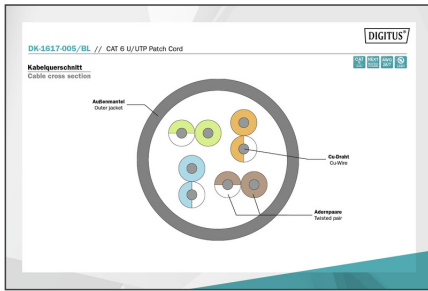 DIGITUS
DK-1617-005/BL // CAT 6 U/UTP Patch Cord
Kabelquerschnitt
Cable cross section
Außenmantel
Outer jacket
Cu-Draht
Cu-Wire
Adernpaare
Twisted pair